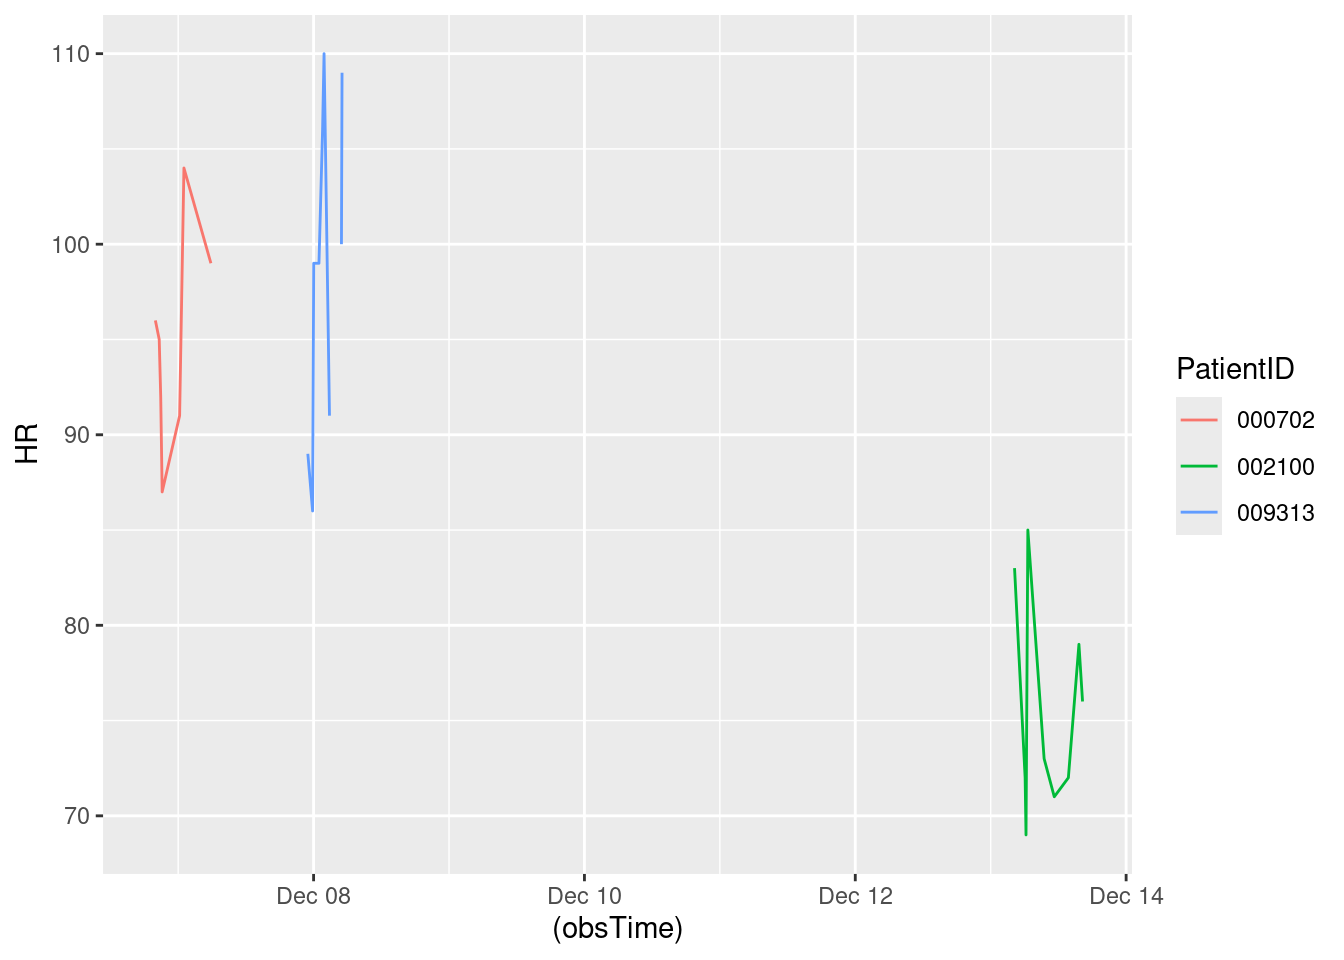 110
100
90
80
70
HR
Dec 08
Dec 10
Dec 12
Dec 14
(obsTime)
PatientID
000702
002100
009313